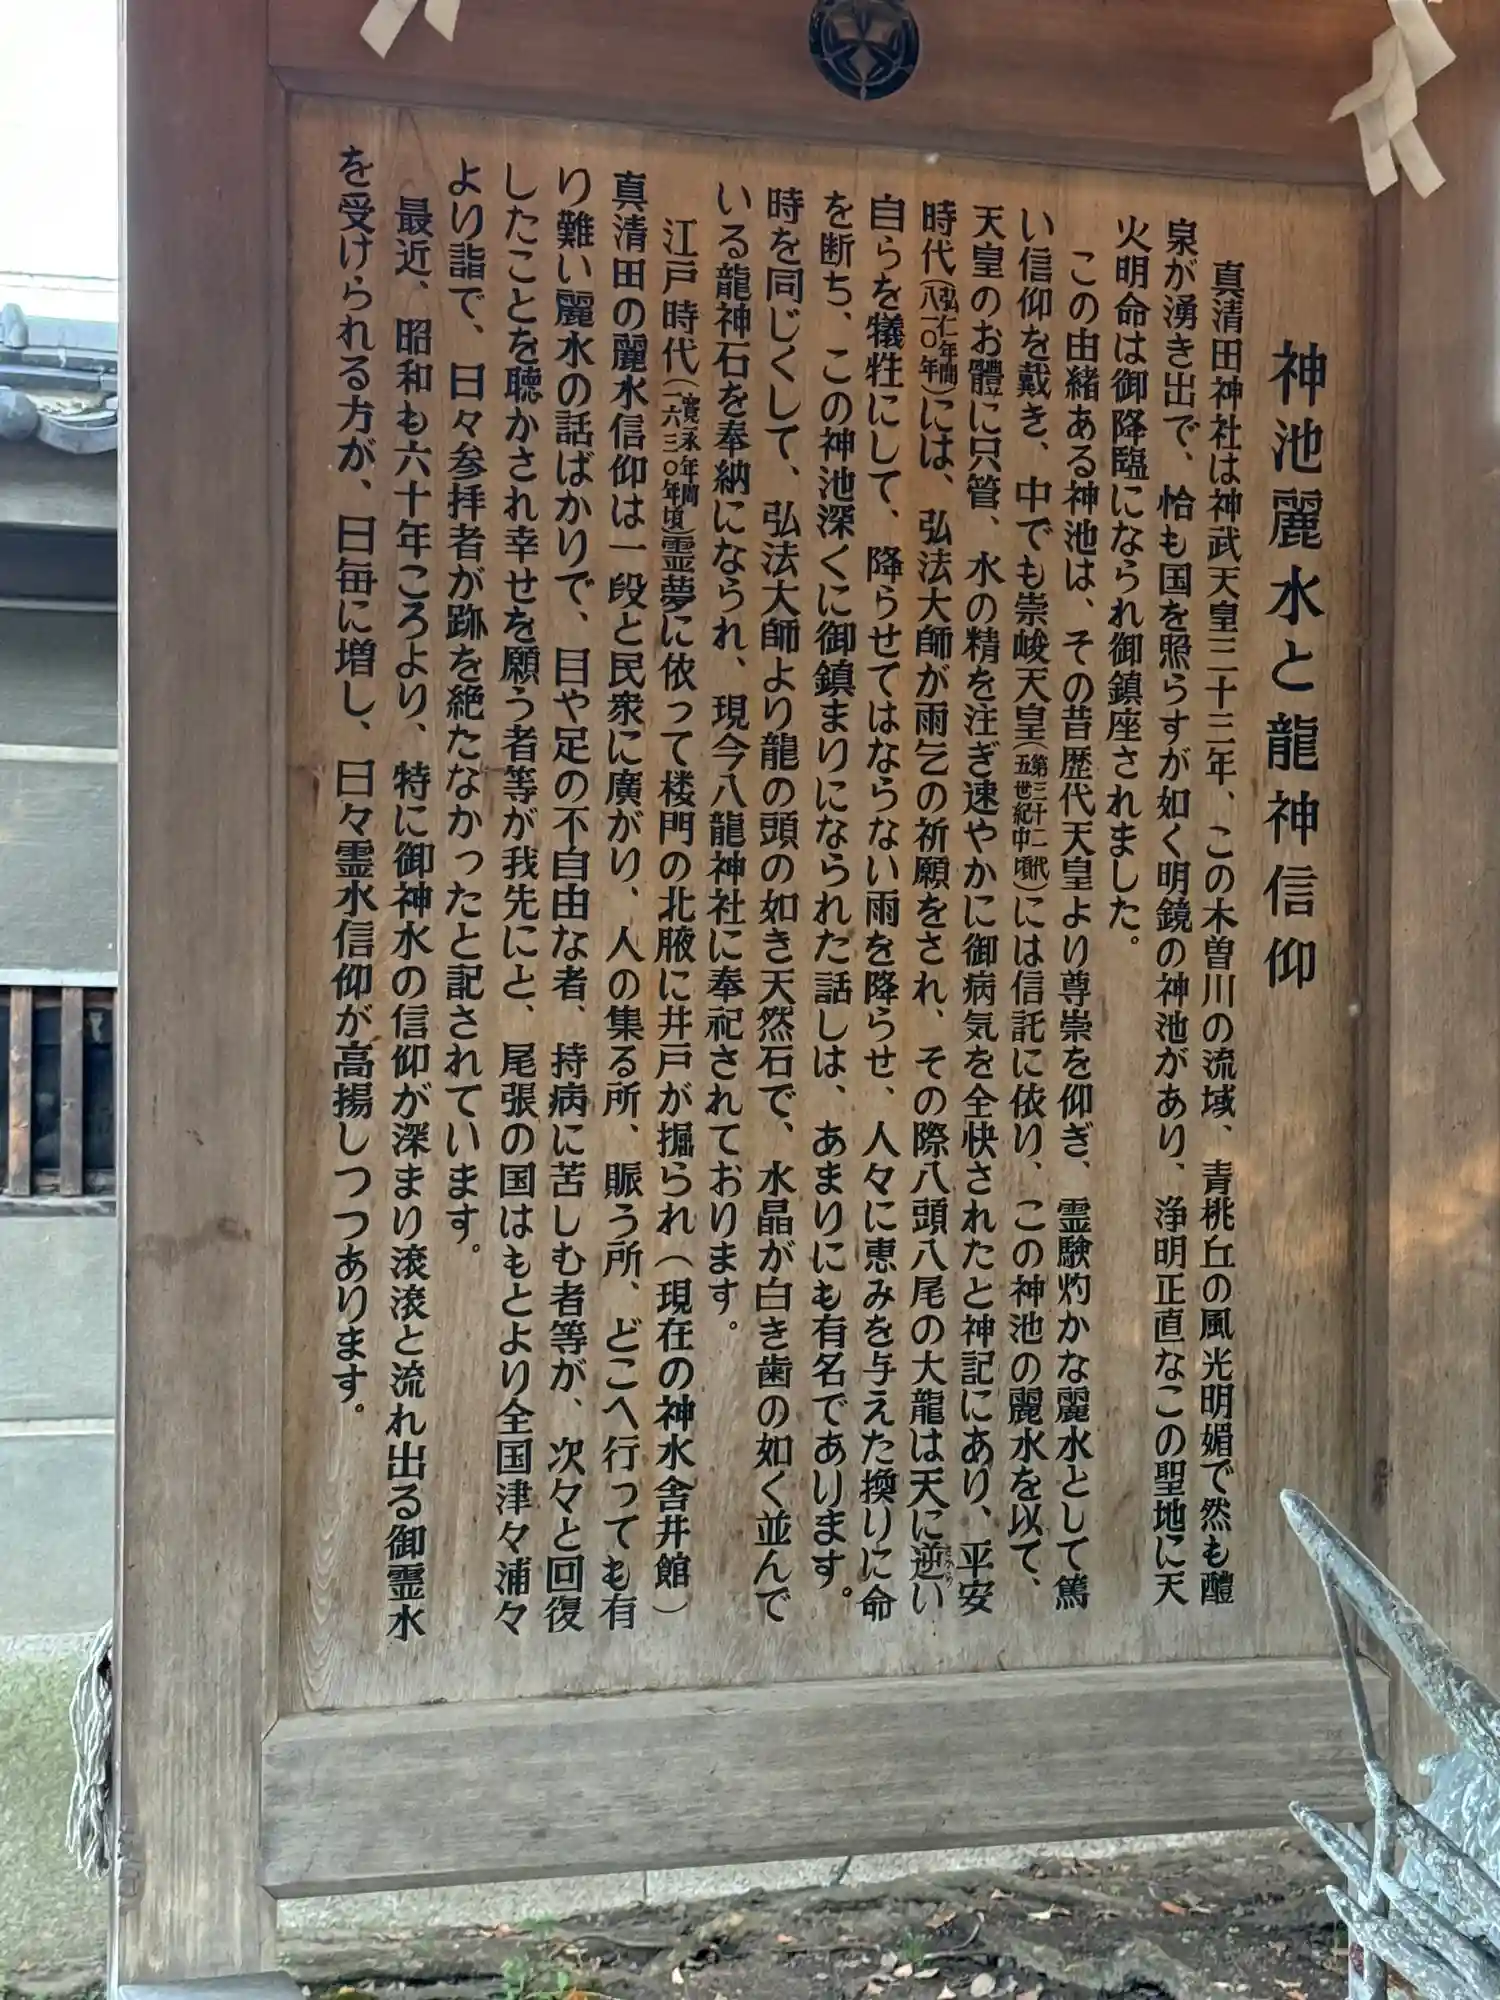 神池麗水と龍神信仰
真清田神社は神武天皇三十三年、この木曽川の流域、青桃丘の風光明媚で然も醴
泉が湧き出で、恰も国を照らすが如く明鏡の神池があり、浄明正直なこの聖地に天
火明命は御降臨になられ御鎮座されました。
この由緒ある神池は、その昔歴代天皇より尊崇を仰ぎ、霊験灼かな麗水として篤
い信仰を戴き、中でも崇峻天皇(第三十二代五世紀中頃)には信託に依り、この神池の麗水を以て、
天皇のお體に只管、水の精を注ぎ速やかに御病気を全快されたと神記にあり、平安
時代(弘仁年間八一〇年)には、弘法大師が雨乞の祈願をされ、その際八頭八尾の大龍は天に逆い
自らを犠牲にして、降らせてはならない雨を降らせ、人々に恵みを与えた換りに命
を断ち、この神池深くに御鎮まりになられた話しは、あまりにも有名であります。
時を同じくして、弘法大師より龍の頭の如き天然石で、水晶が白き歯の如く並んで
いる龍神石を奉納になられ、現今八龍神社に奉祀されております。
江戸時代(寛永年間一六三〇年頃)霊夢に依って楼門の北腋に井戸が掘られ(現在の神水舎井館)
真清田の麗水信仰は一段と民衆に廣がり、人の集る所、賑う所、どこへ行っても有
り難い麗水の話ばかりで、目や足の不自由な者、持病に苦しむ者等が、次々と回復
したことを聴かされ幸せを願う者等が我先にと、尾張の国はもとより全国津々浦々
より詣で、日々参拝者が跡を絶たなかったと記されています。
最近、昭和も六十年ころより、特に御神水の信仰が深まり滾滾と流れ出る御霊水
を受けられる方が、日毎に増し、日々霊水信仰が高揚しつつあります。